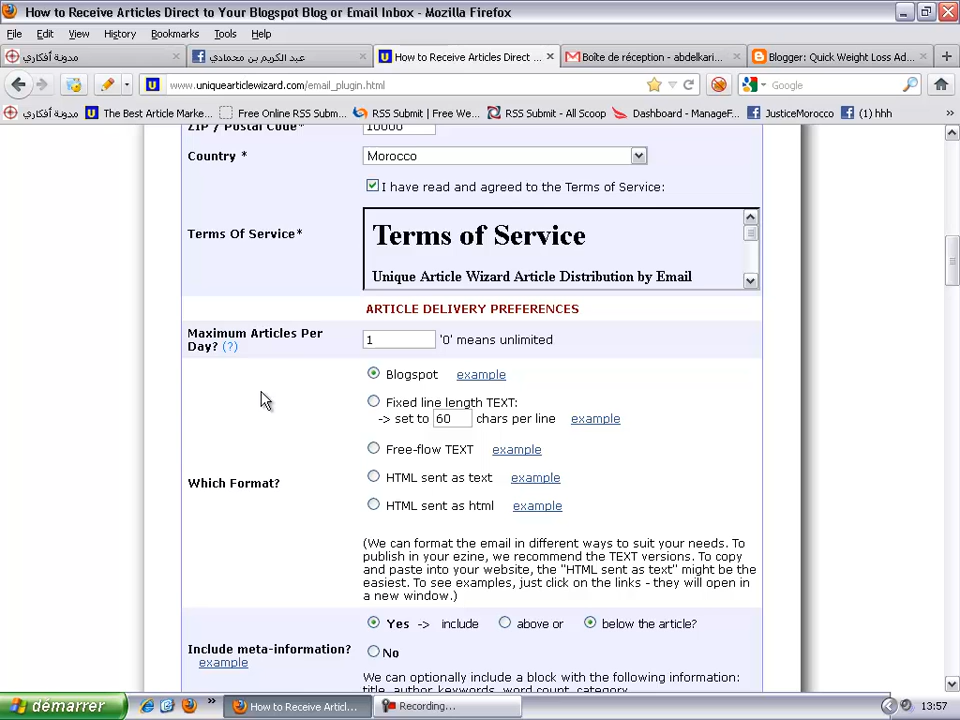 How to Receive Articles Direct to Your Blogspot Blog or Email Inbox - Mozilla Firefox
File Edit View History Bookmarks Tools Help
مدونة أفكاري
عبد الكريم بن محمادي
How to Receive Articles Direct ...
Boîte de réception - abdelkari...
Blogger: Quick Weight Loss Ad...
www.uniquearticlewizard.com/email_plugin.html
Google
مدونة أفكاري
The Best Article Marke...
Free Online RSS Subm...
RSS Submit | Free We...
RSS Submit - All Scoop
Dashboard - ManageF...
JusticeMorocco
(1) hhh
ZIP / Postal Code* 10000
Country * Morocco
I have read and agreed to the Terms of Service:
Terms Of Service*
Terms of Service
Unique Article Wizard Article Distribution by Email
ARTICLE DELIVERY PREFERENCES
Maximum Articles Per Day? (?)
1 '0' means unlimited
Blogspot example
Fixed line length TEXT:
-> set to 60 chars per line example
Free-flow TEXT example
Which Format?
HTML sent as text example
HTML sent as html example
(We can format the email in different ways to suit your needs. To
publish in your ezine, we recommend the TEXT versions. To copy
and paste into your website, the "HTML sent as text" might be the
easiest. To see examples, just click on the links - they will open in
a new window.)
Yes -> include above or below the article?
Include meta-information?
example
No
We can optionally include a block with the following information:
title, author, keywords, word count, category
démarrer
How to Receive Articl...
Recording...
13:57